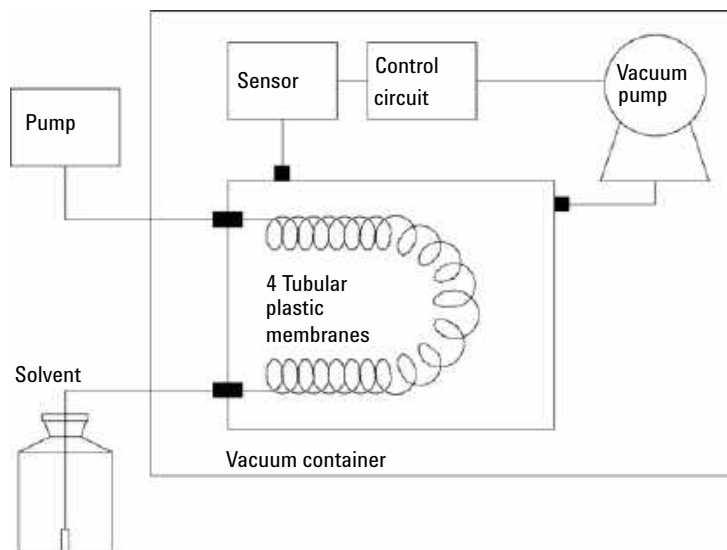 Pump
Sensor
Control
circuit
Vacuum
pump
4 Tubular
plastic
membranes
Solvent
Vacuum container